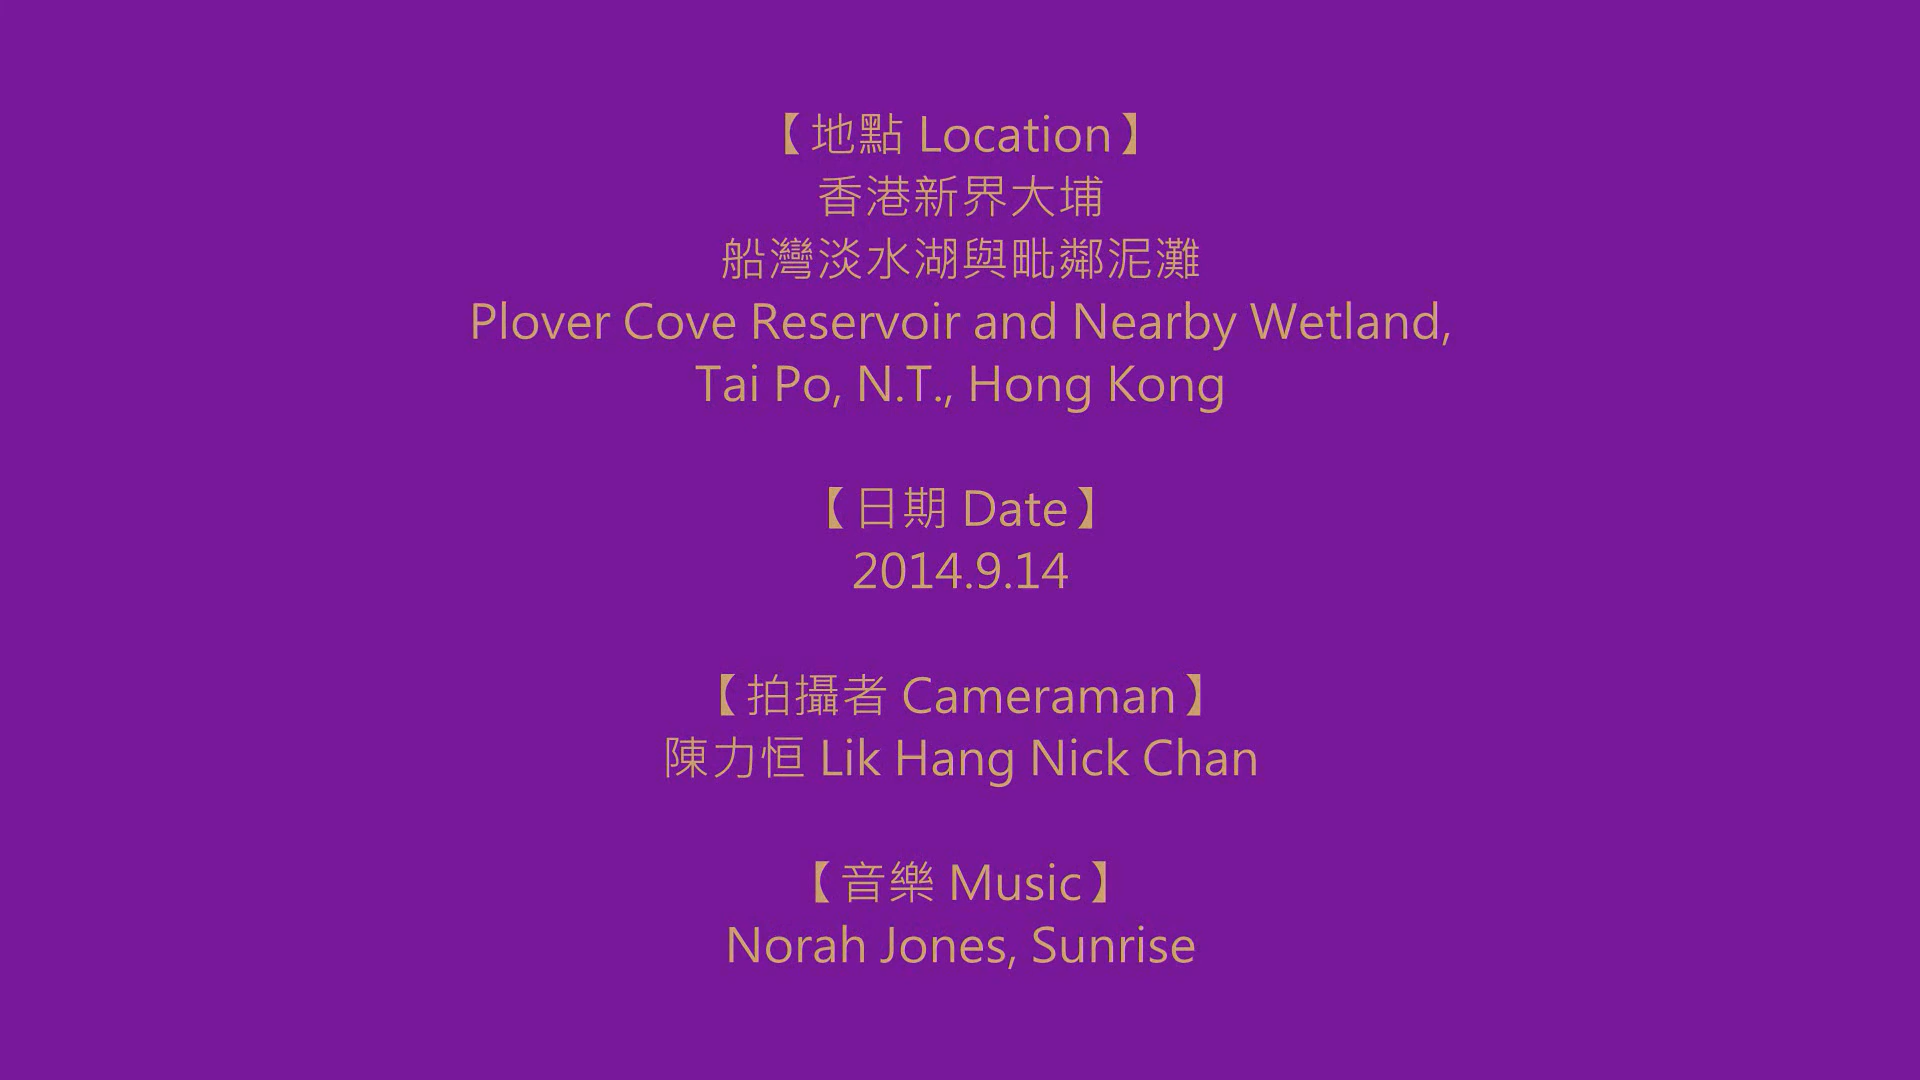 【地點 Location】
香港新界大埔
船灣淡水湖與毗鄰泥灘
Plover Cove Reservoir and Nearby Wetland,
Tai Po, N.T., Hong Kong
【日期 Date】
2014.9.14
【拍攝者 Cameraman】
陳力恒 Lik Hang Nick Chan
【音樂 Music】
Norah Jones, Sunrise